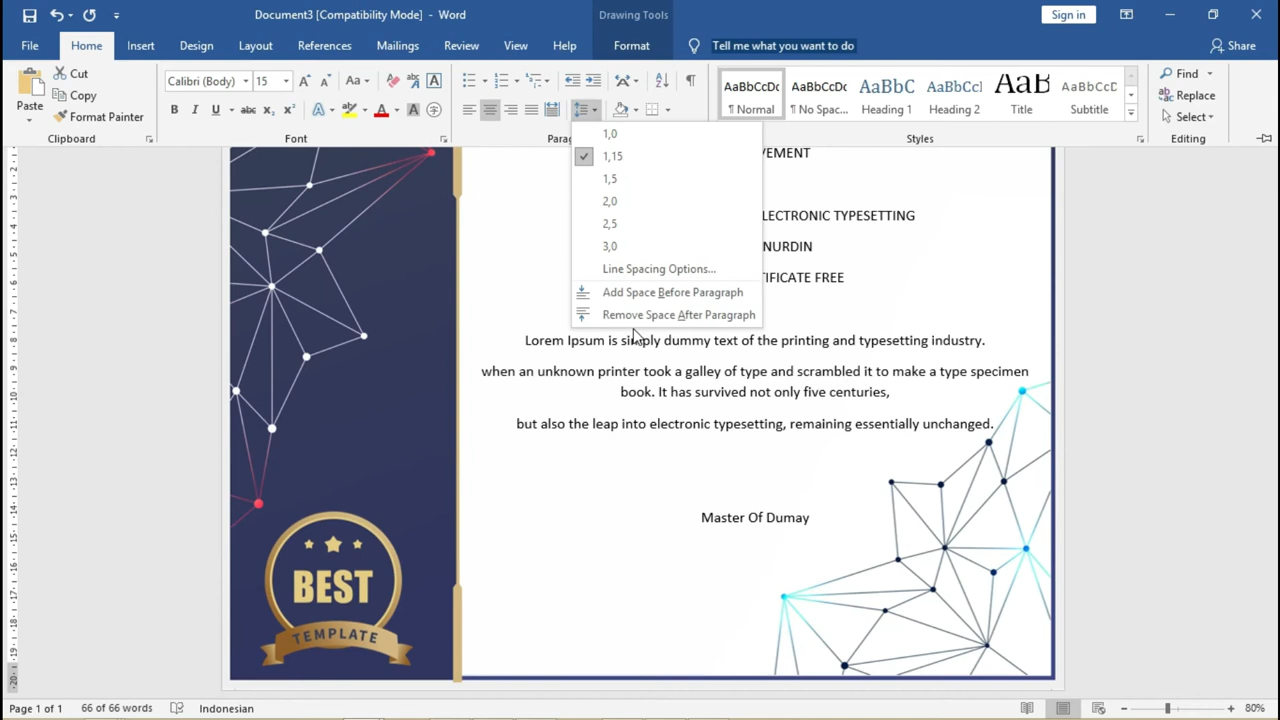 Document3 [Compatibility Mode] - Word
Drawing Tools
Sign in
File Home Insert Design Layout References Mailings Review View Help Format Tell me what you want to do Share
Paste
Cut
Copy
Format Painter
Clipboard
Calibri (Body) 15
Font
1,0
1,15
1,5
2,0
2,5
3,0
Line Spacing Options...
Add Space Before Paragraph
Remove Space After Paragraph
AaBbCcDc AaBbCcDc AaBbC AaBbCcl AaB AaBbCcD
¶ Normal ¶ No Spac... Heading 1 Heading 2 Title Subtitle
Styles
Find
Replace
Select
Editing
VEMENT
LECTRONIC TYPESETTING
NURDIN
TIFICATE FREE
Lorem Ipsum is simply dummy text of the printing and typesetting industry.
when an unknown printer took a galley of type and scrambled it to make a type specimen
book. It has survived not only five centuries,
but also the leap into electronic typesetting, remaining essentially unchanged.
Master Of Dumay
BEST
TEMPLATE
Page 1 of 1 66 of 66 words Indonesian 80%